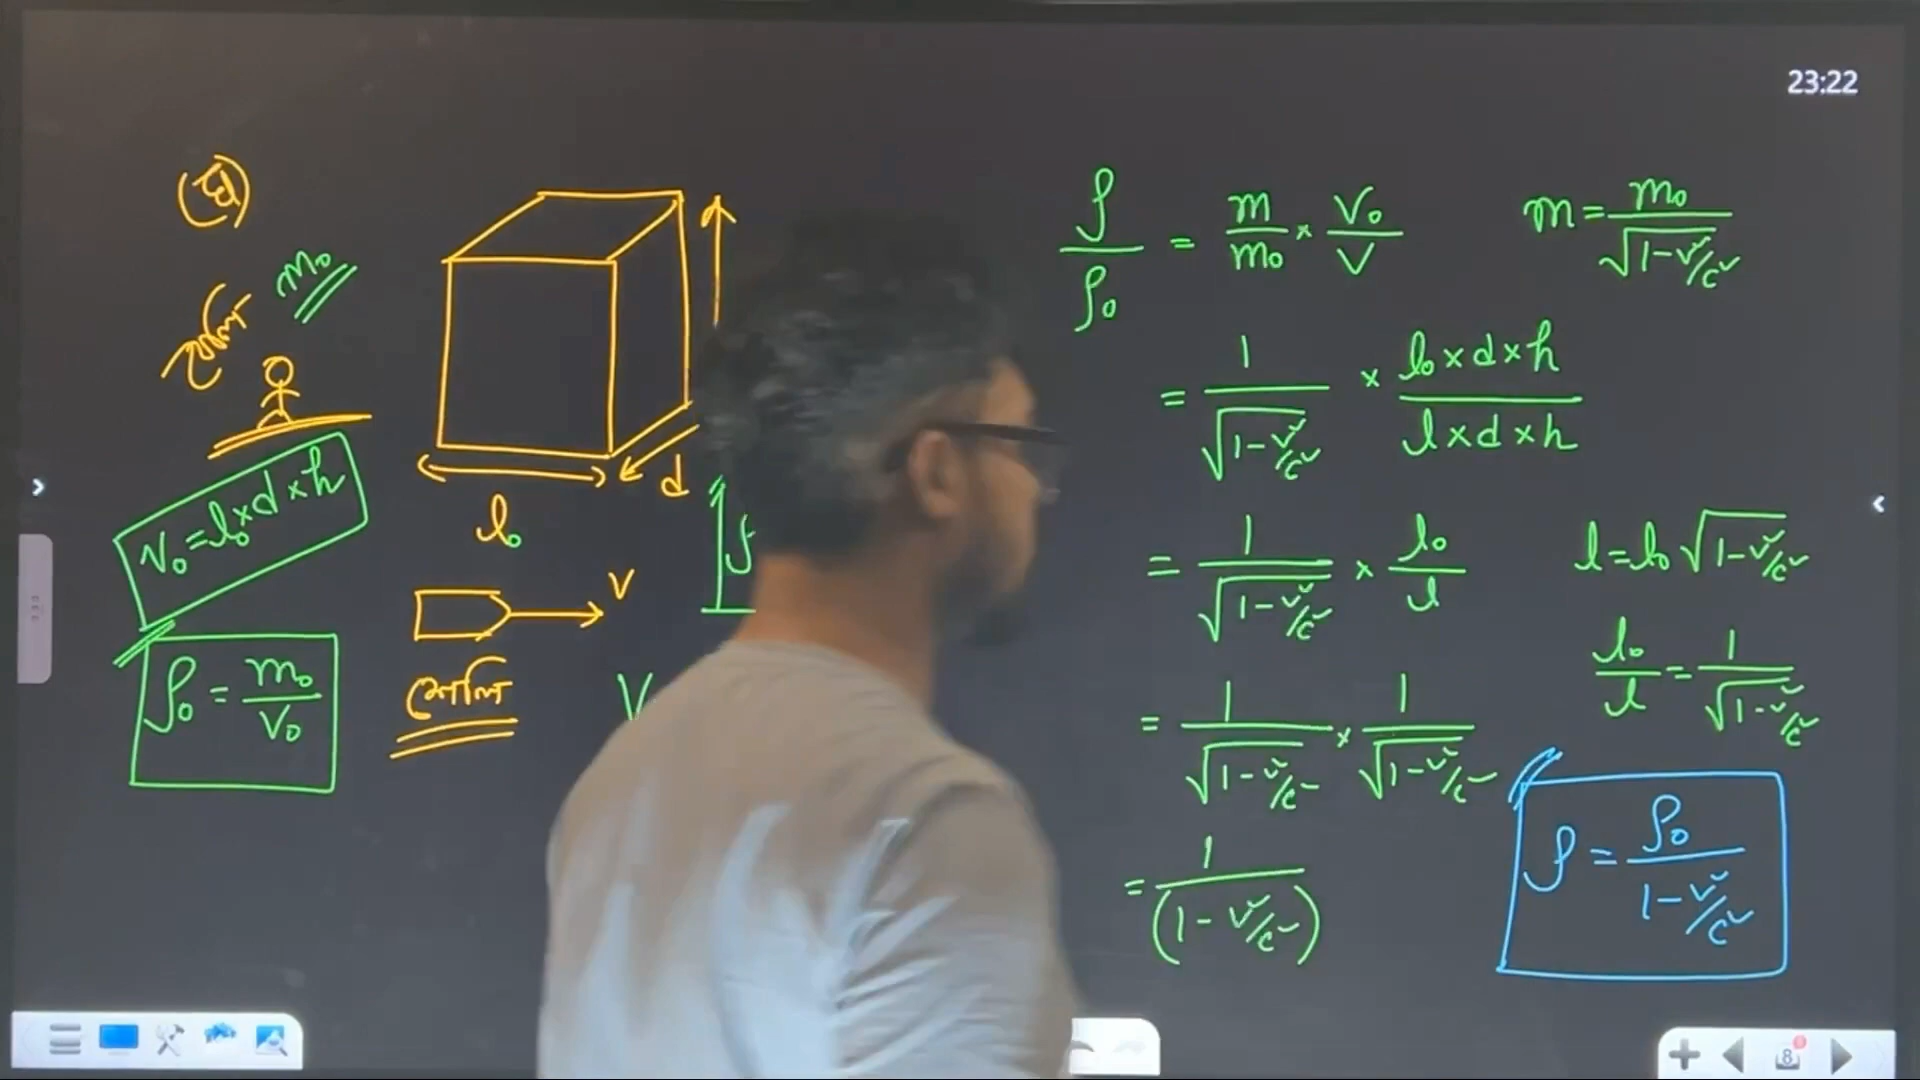 23:22
(ঘ)
m₀
l₀
d
V₀ = l₀ × d × h
V
ρ₀ = m₀/V₀
V
ρ/ρ₀ = m/m₀ × V₀/V
m = m₀/√1-v²/c²
= 1/√1-v²/c² × l₀×d×h/l×d×h
= 1/√1-v²/c² × l₀/l
l = l₀√1-v²/c²
l₀/l = 1/√1-v²/c²
= 1/√1-v²/c² × 1/√1-v²/c²
= 1/(1-v²/c²)
ρ = ρ₀/1-v²/c²
8